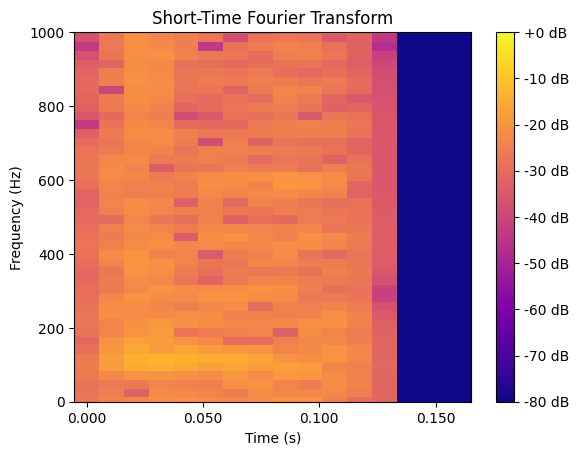 Short-Time Fourier Transform
Frequency (Hz)
1000
800
600
400
200
0
0.000
0.050
0.100
0.150
Time (s)
+0 dB
-10 dB
-20 dB
-30 dB
-40 dB
-50 dB
-60 dB
-70 dB
-80 dB